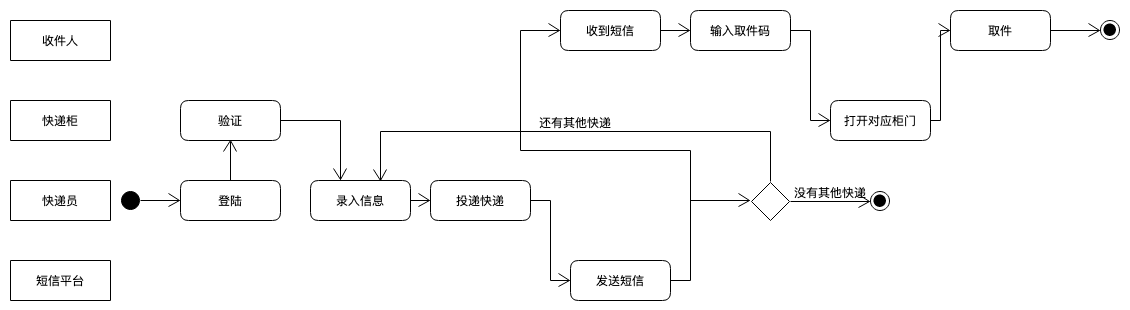 收件人
收到短信
输入取件码
取件
快递柜
验证
还有其他快递
打开对应柜门
快递员
登陆
录入信息
投递快递
没有其他快递
短信平台
发送短信